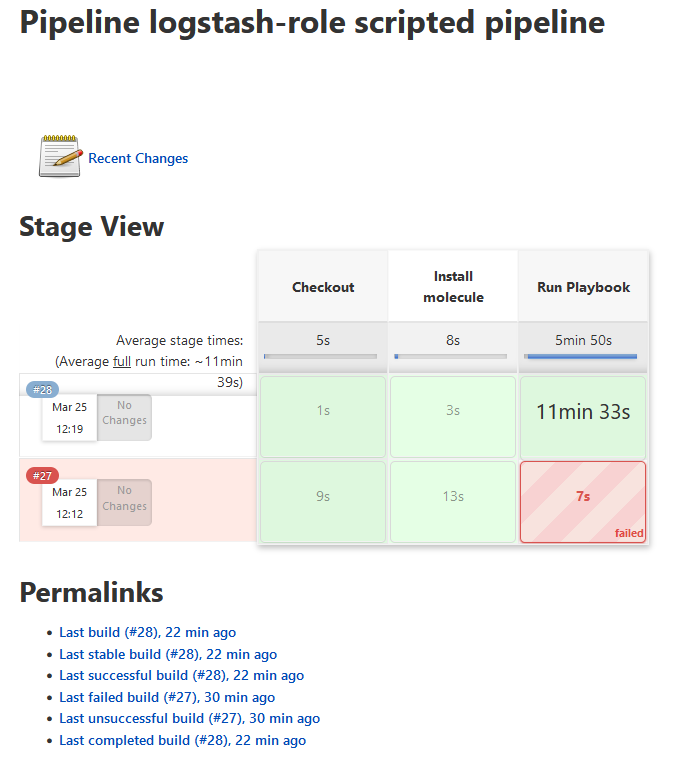 Pipeline logstash-role scripted pipeline
Recent Changes
Stage View
Checkout
Install
molecule
Run Playbook
Average stage times:
(Average full run time: ~11min
39s)
5s
8s
5min 50s
#28
Mar 25
12:19
No
Changes
1s
3s
11min 33s
#27
Mar 25
12:12
No
Changes
9s
13s
7s
failed
Permalinks
Last build (#28), 22 min ago
Last stable build (#28), 22 min ago
Last successful build (#28), 22 min ago
Last failed build (#27), 30 min ago
Last unsuccessful build (#27), 30 min ago
Last completed build (#28), 22 min ago